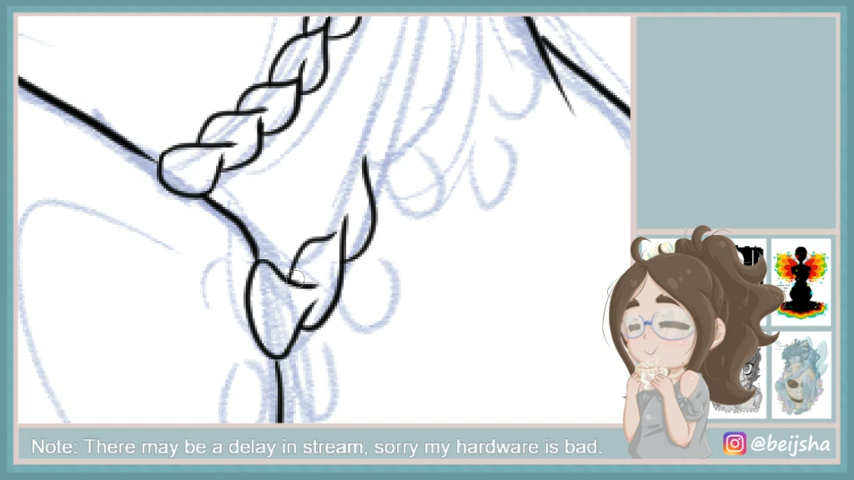 Note: There may be a delay in stream, sorry my hardware is bad.
@beijsha